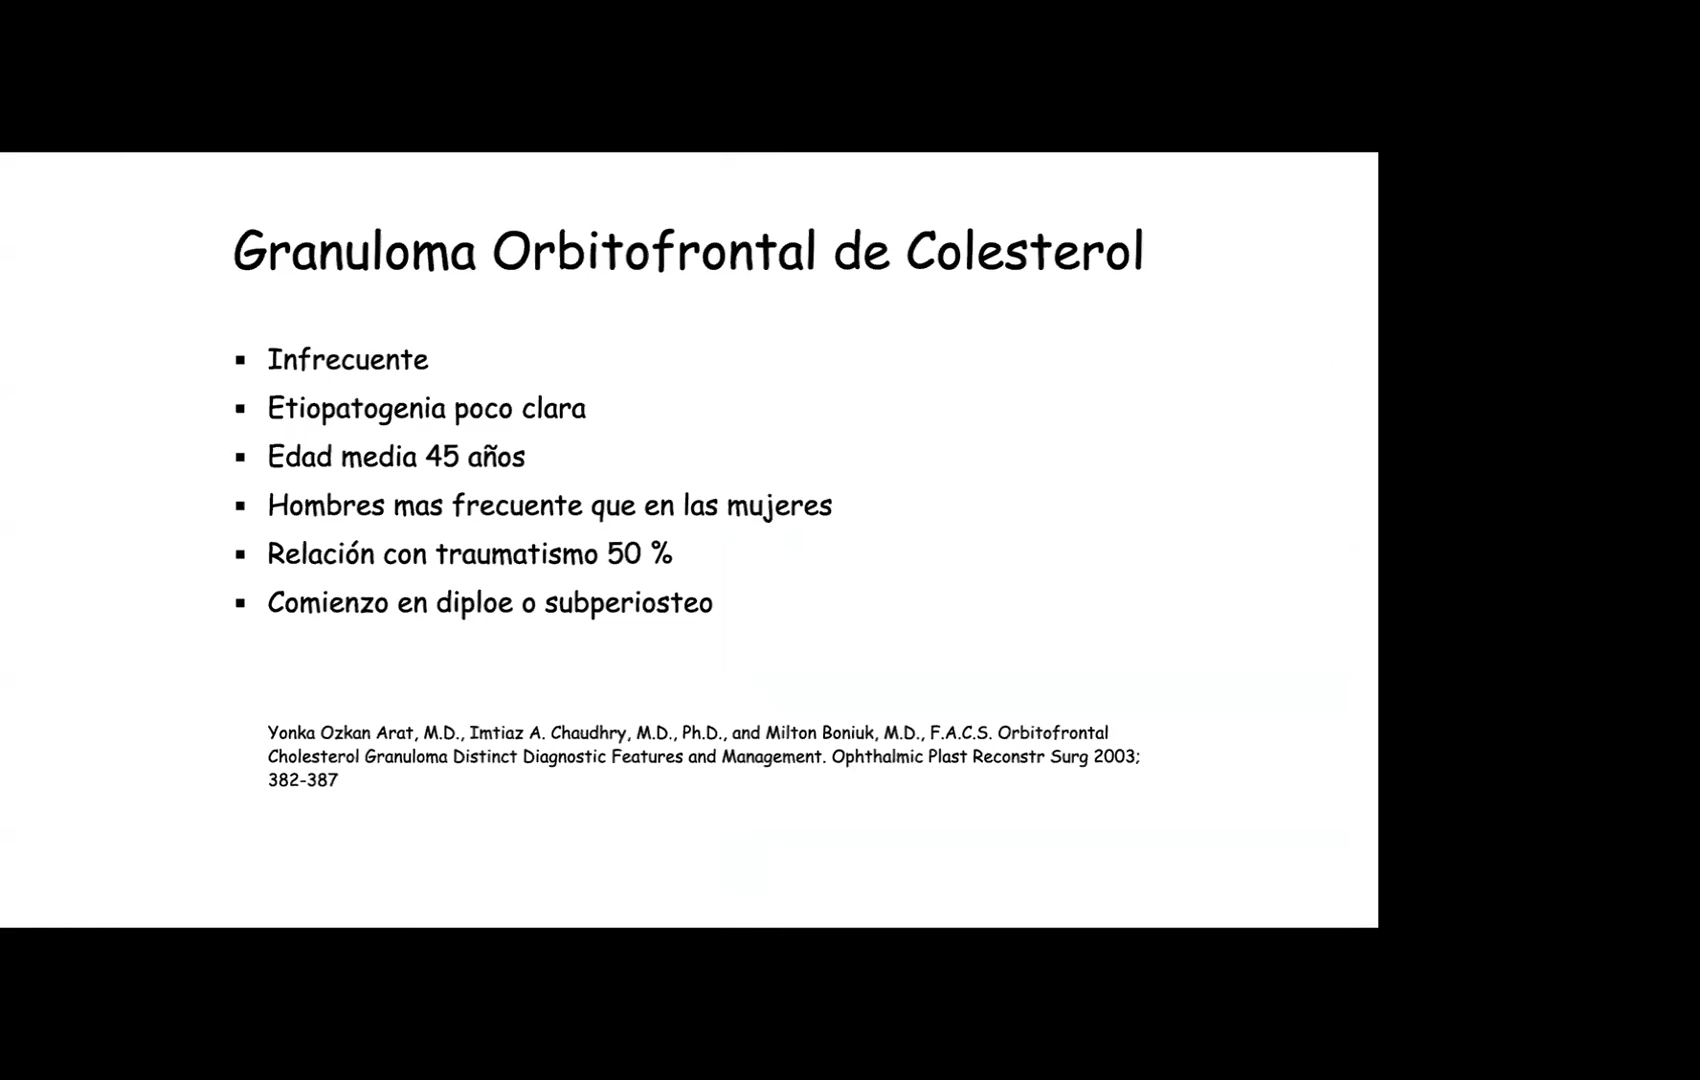 Granuloma Orbitofrontal de Colesterol
▪ Infrecuente
▪ Etiopatogenia poco clara
▪ Edad media 45 años
▪ Hombres mas frecuente que en las mujeres
▪ Relación con traumatismo 50 %
▪ Comienzo en diploe o subperiosteo
Yonka Ozkan Arat, M.D., Imtiaz A. Chaudhry, M.D., Ph.D., and Milton Boniuk, M.D., F.A.C.S. Orbitofrontal
Cholesterol Granuloma Distinct Diagnostic Features and Management. Ophthalmic Plast Reconstr Surg 2003;
382-387